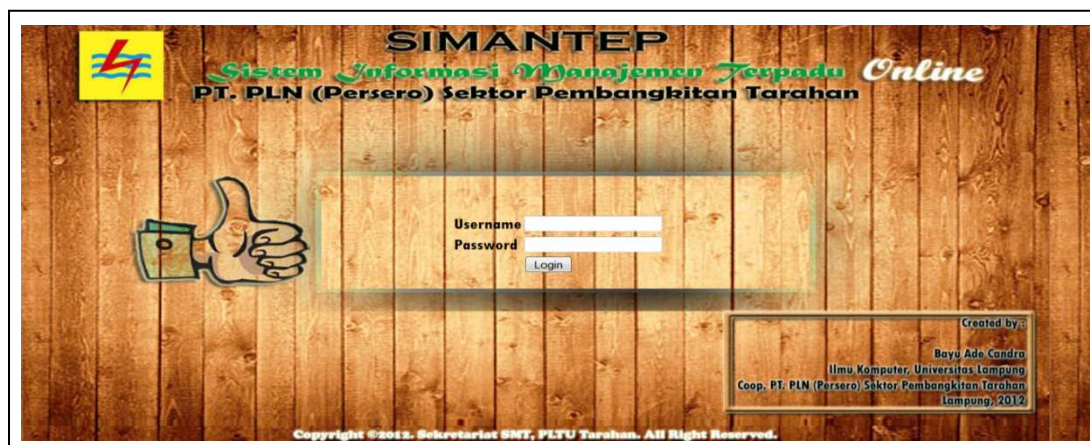 SIMANTEP
Sistem Informasi Manajemen Terpadu Online
PT. PLN (Persero) Sektor Pembangkitan Tarahan
Username
Password
Login
Created by :
Bayu Ade Candra
Ilmu Komputer, Universitas Lampung
Coop. PT. PLN (Persero) Sektor Pembangkitan Tarahan
Lampung, 2012
Copyright ©2012. Sekretariat SMT, PLTU Tarahan. All Right Reserved.